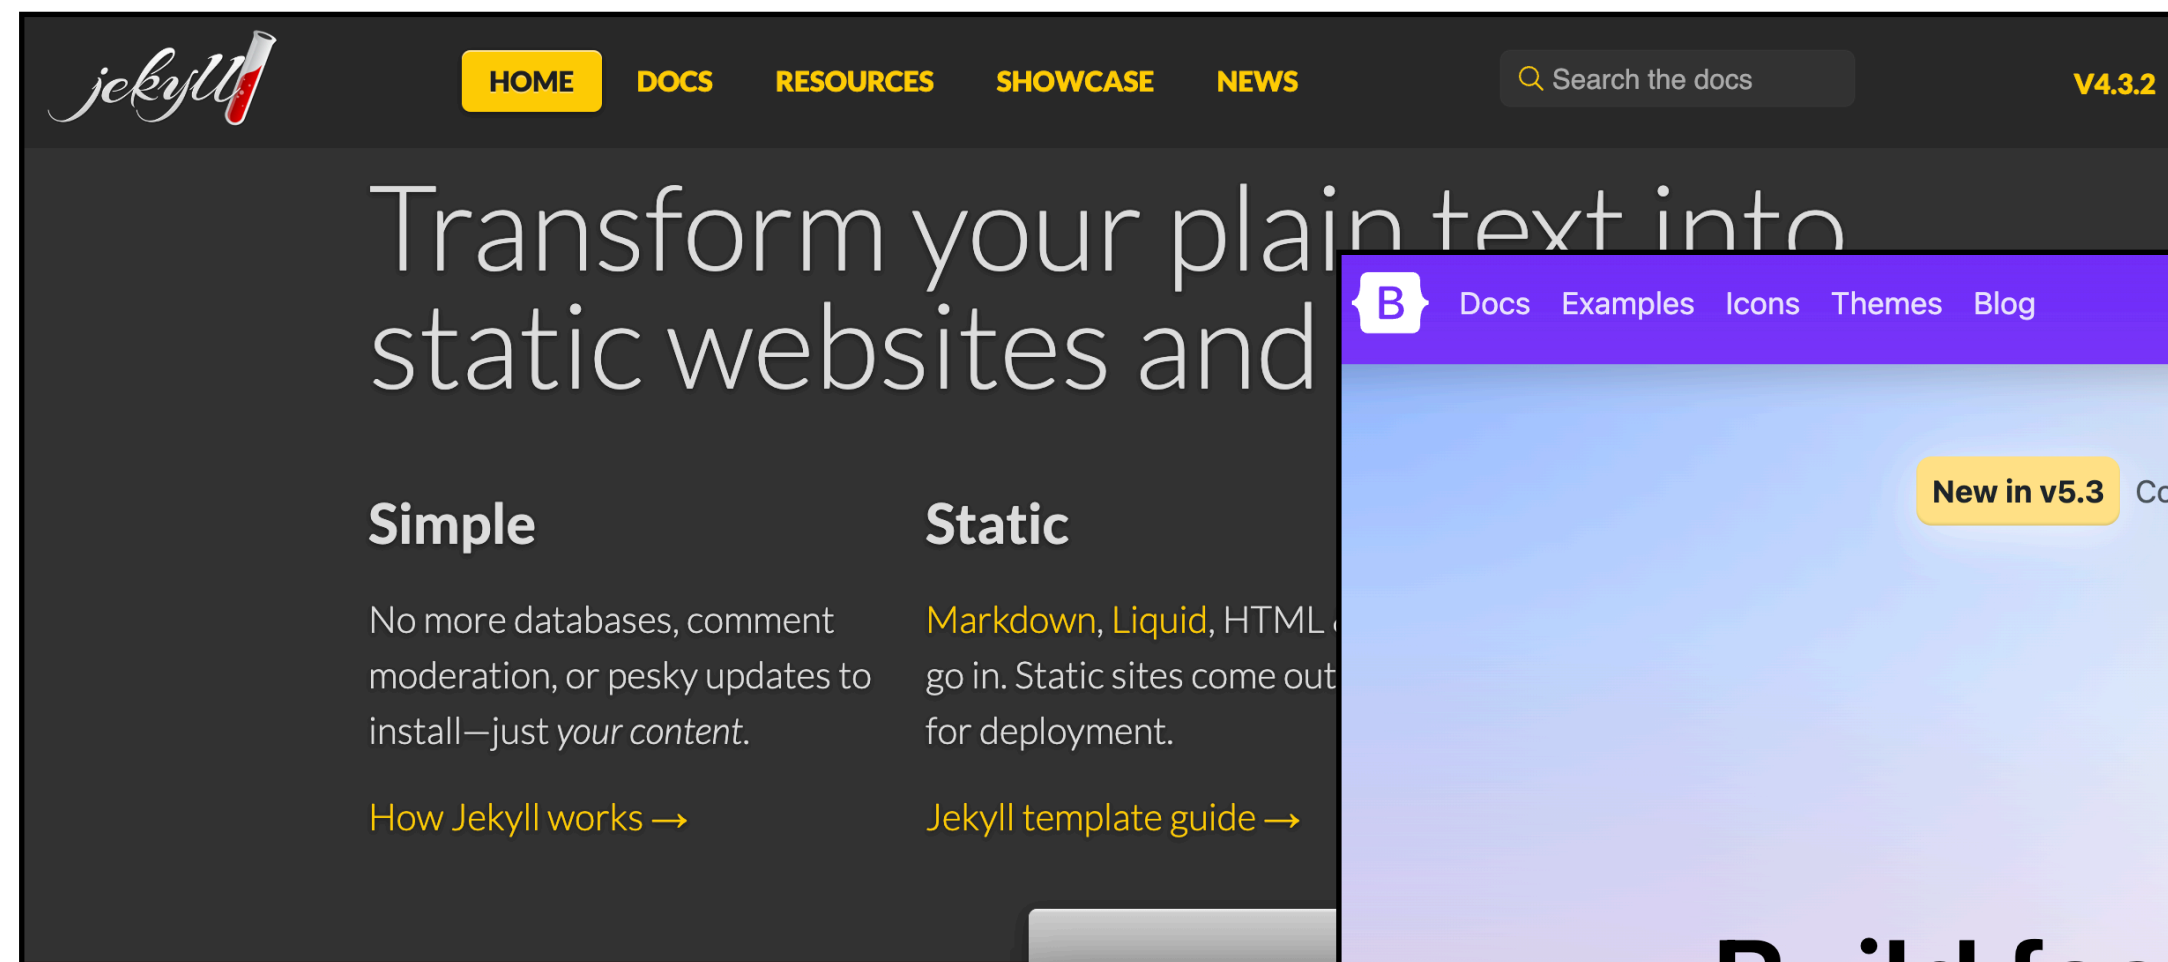 jekyll
HOME DOCS RESOURCES SHOWCASE NEWS
Search the docs
V4.3.2
Transform your plain text into
static websites and
Simple
No more databases, comment
moderation, or pesky updates to
install—just your content.
How Jekyll works →
Static
Markdown, Liquid, HTML
go in. Static sites come out
for deployment.
Jekyll template guide →
B
Docs Examples Icons Themes Blog
New in v5.3